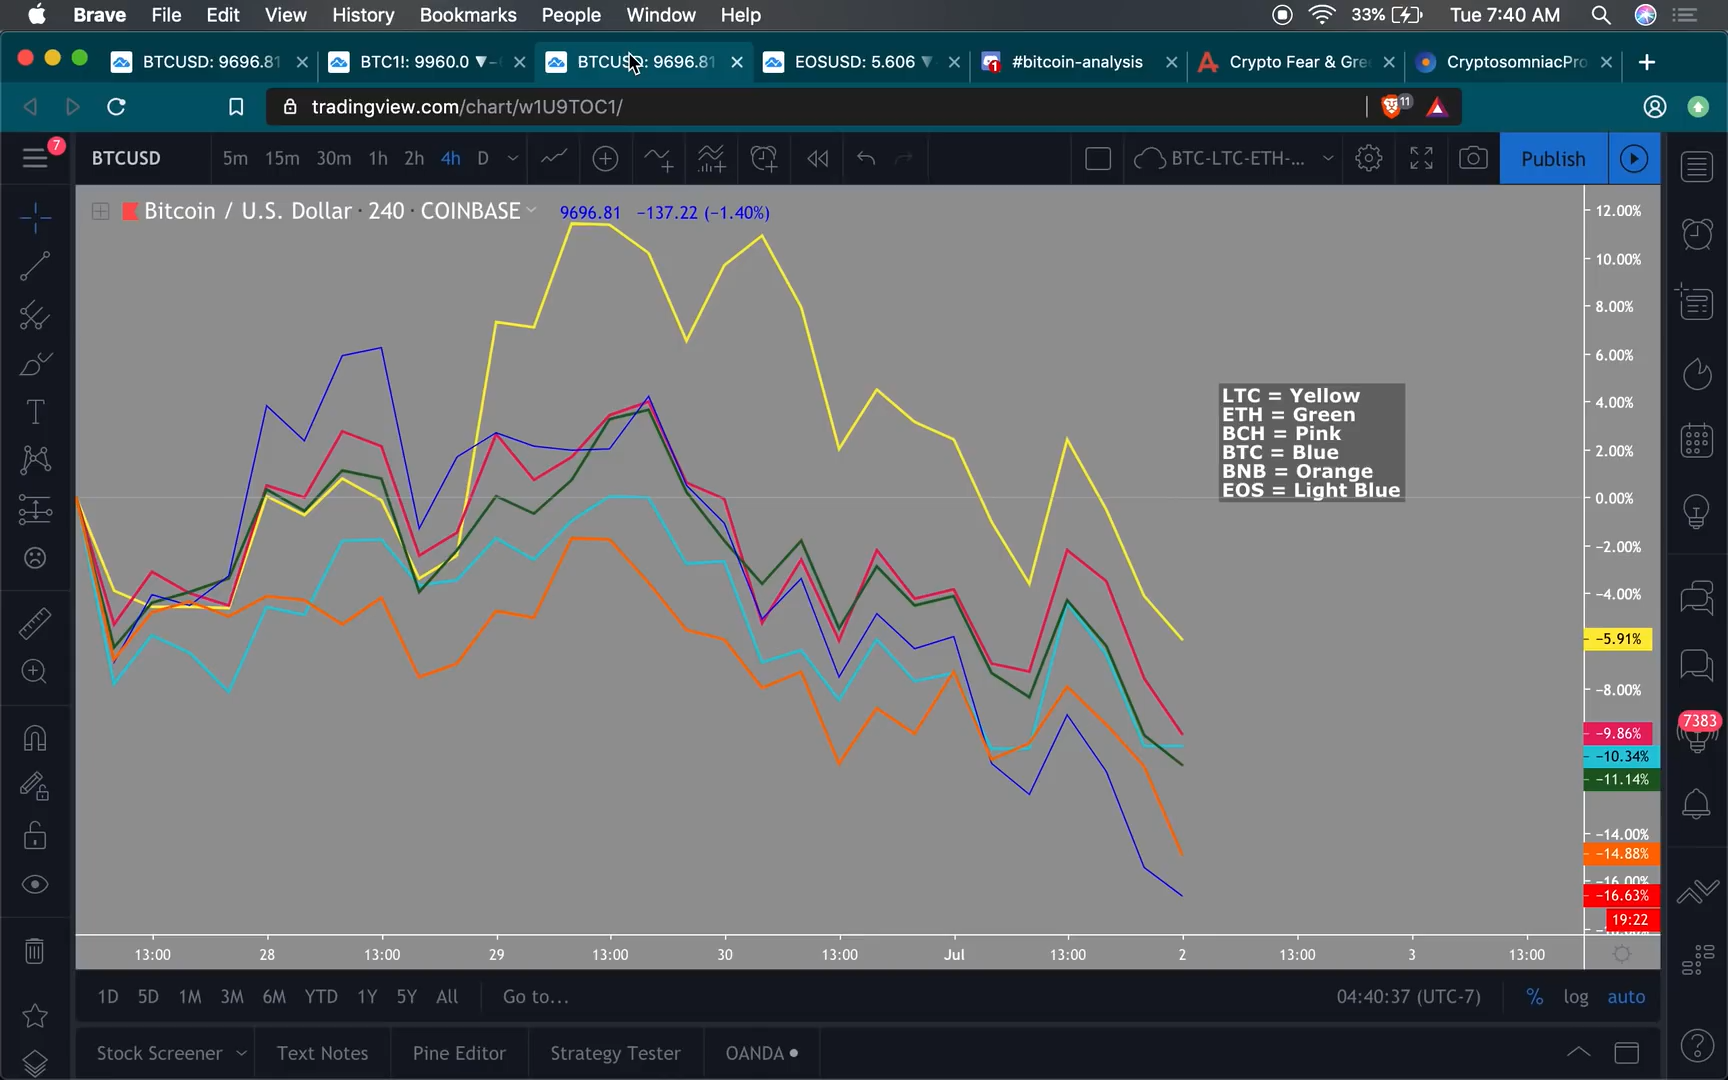 Brave File Edit View History Bookmarks People Window Help 33% Tue 7:40 AM
BTCUSD: 9696.81 BTC1!: 9960.0 ▼ BTCUSD: 9696.81 EOSUSD: 5.606 ▼ #bitcoin-analysis Crypto Fear & Gre CryptosomniacPro
tradingview.com/chart/w1U9TOC1/ 11
7 BTCUSD 5m 15m 30m 1h 2h 4h D BTC-LTC-ETH-... Publish
Bitcoin / U.S. Dollar · 240 · COINBASE 9696.81 −137.22 (−1.40%)
12.00%
10.00%
8.00%
6.00%
4.00%
2.00%
0.00%
−2.00%
−4.00%
−5.91%
−8.00%
−9.86%
−10.34%
−11.14%
−14.00%
−14.88%
−16.00%
−16.63%
19:22
LTC = Yellow
ETH = Green
BCH = Pink
BTC = Blue
BNB = Orange
EOS = Light Blue
7383
13:00 28 13:00 29 13:00 30 13:00 Jul 13:00 2 13:00 3 13:00
1D 5D 1M 3M 6M YTD 1Y 5Y All Go to... 04:40:37 (UTC-7) % log auto
Stock Screener Text Notes Pine Editor Strategy Tester OANDA